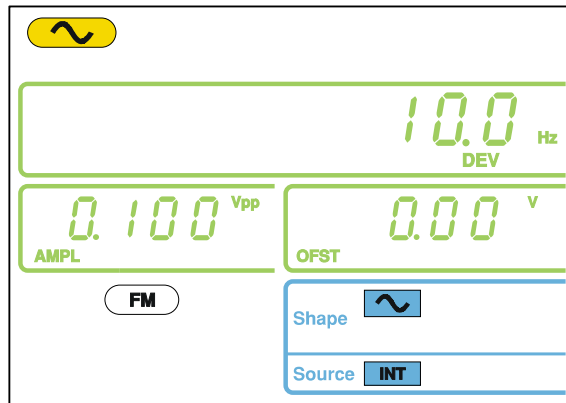 10.0 Hz
DEV
0.100 Vpp
AMPL
0.00 V
OFST
FM
Shape
Source INT